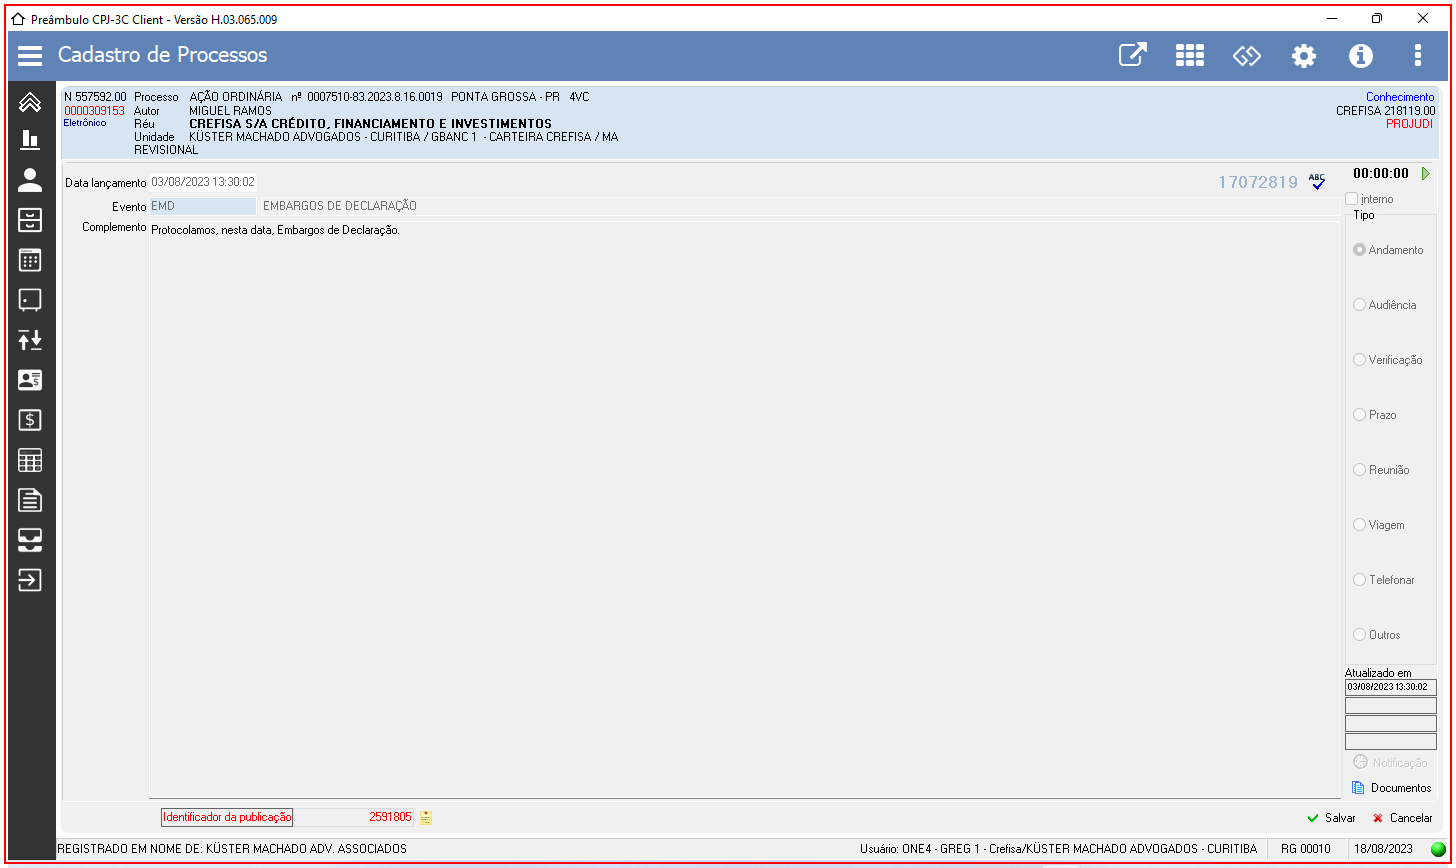 Preâmbulo CPJ-3C Client - Versão H.03.065.009
Cadastro de Processos
N 557592.00 Processo AÇÃO ORDINÁRIA nº 0007510-83.2023.8.16.0019 PONTA GROSSA - PR 4VC Conhecimento
0000309153 Autor MIGUEL RAMOS CREFISA 218119.00
Eletrônico Réu CREFISA S/A CRÉDITO, FINANCIAMENTO E INVESTIMENTOS PROJUDI
Unidade KÜSTER MACHADO ADVOGADOS - CURITIBA / GBANC 1 - CARTEIRA CREFISA / MA
REVISIONAL
Data lançamento 03/08/2023 13:30:02 17072819 ABC 00:00:00
interno
Evento EMD EMBARGOS DE DECLARAÇÃO
Tipo
Complemento Protocolamos, nesta data, Embargos de Declaração.
Andamento
Audiência
Verificação
Prazo
Reunião
Viagem
Telefonar
Outros
Atualizado em
03/08/2023 13:30:02
Notificação
Documentos
Identificador da publicação 2591805 Salvar Cancelar
REGISTRADO EM NOME DE: KÜSTER MACHADO ADV. ASSOCIADOS Usuário: ONE4 - GREG 1 - Crefisa/KÜSTER MACHADO ADVOGADOS - CURITIBA RG 00010 18/08/2023